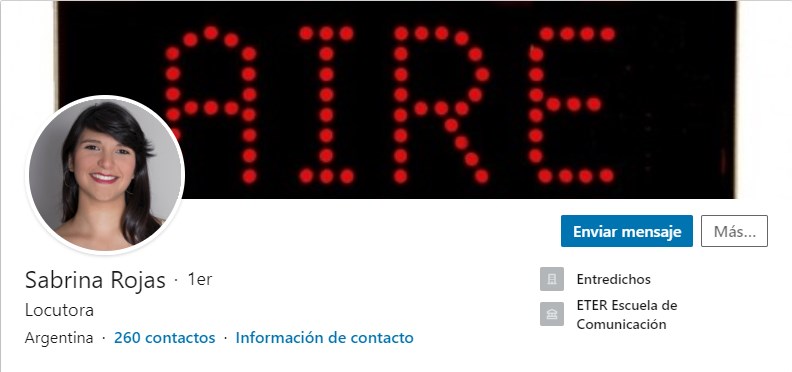 AIRE
Enviar mensaje
Más...
Sabrina Rojas · 1er
Locutora
Argentina · 260 contactos · Información de contacto
Entredichos
ETER Escuela de
Comunicación